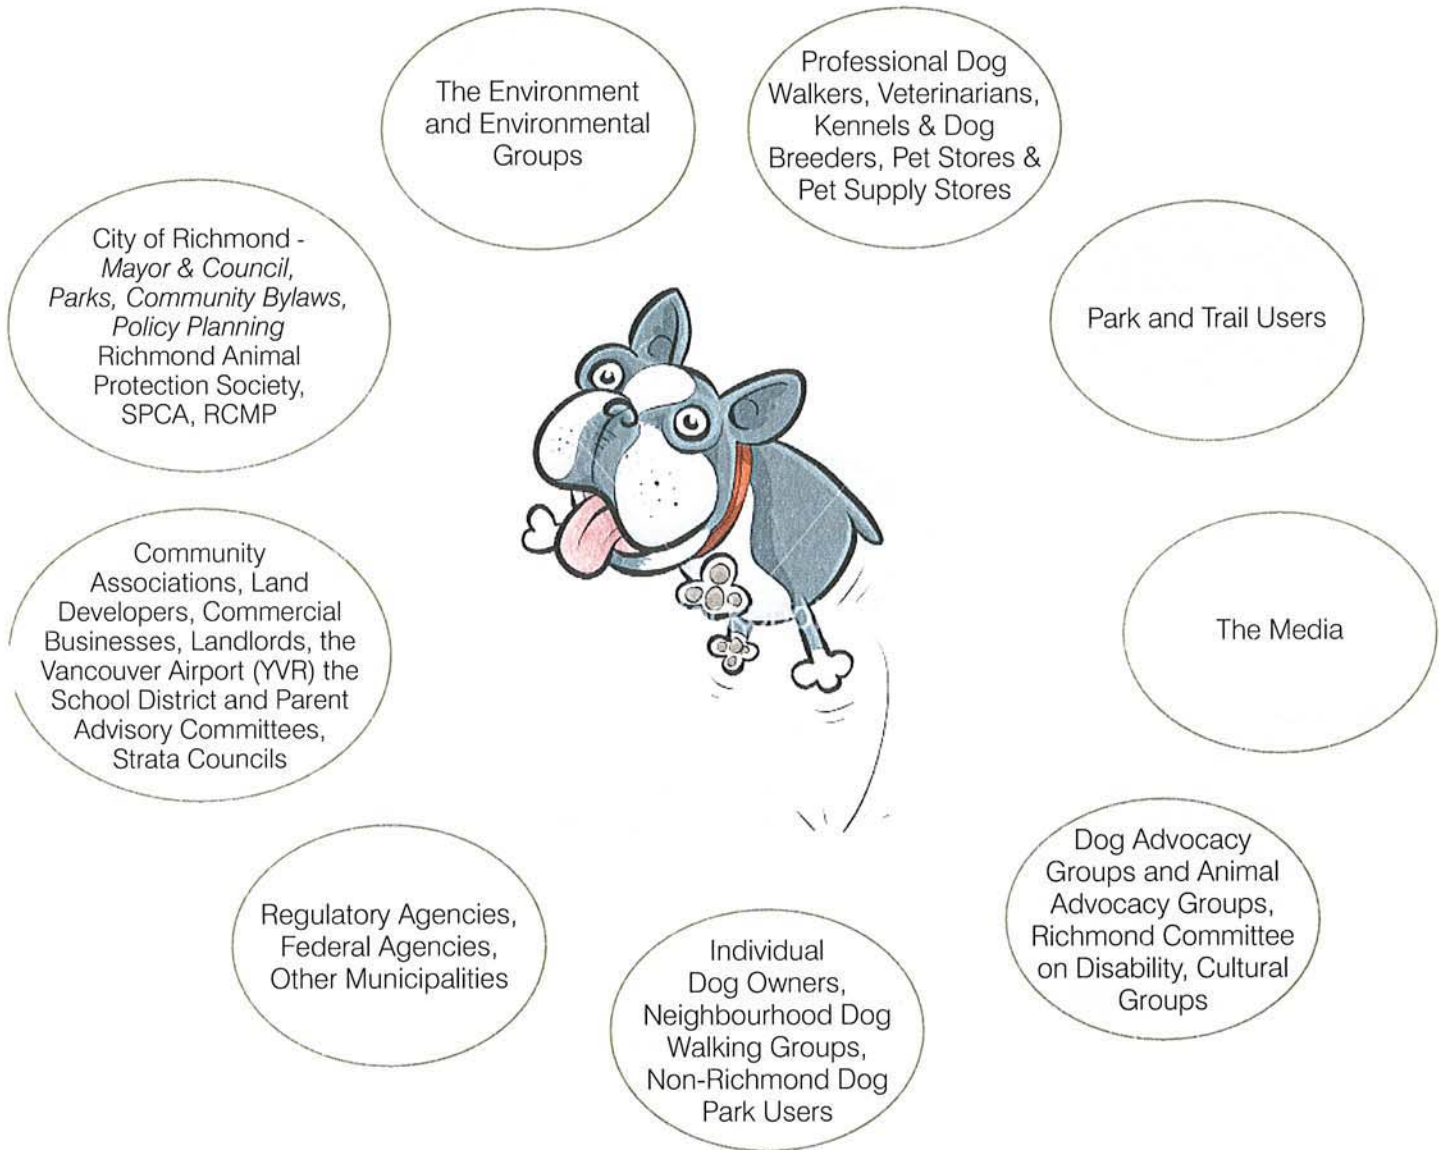 The Environment
and Environmental
Groups
Professional Dog
Walkers, Veterinarians,
Kennels & Dog
Breeders, Pet Stores &
Pet Supply Stores
City of Richmond -
Mayor & Council,
Parks, Community Bylaws,
Policy Planning
Richmond Animal
Protection Society,
SPCA, RCMP
Park and Trail Users
Community
Associations, Land
Developers, Commercial
Businesses, Landlords, the
Vancouver Airport (YVR) the
School District and Parent
Advisory Committees,
Strata Councils
The Media
Regulatory Agencies,
Federal Agencies,
Other Municipalities
Individual
Dog Owners,
Neighbourhood Dog
Walking Groups,
Non-Richmond Dog
Park Users
Dog Advocacy
Groups and Animal
Advocacy Groups,
Richmond Committee
on Disability, Cultural
Groups